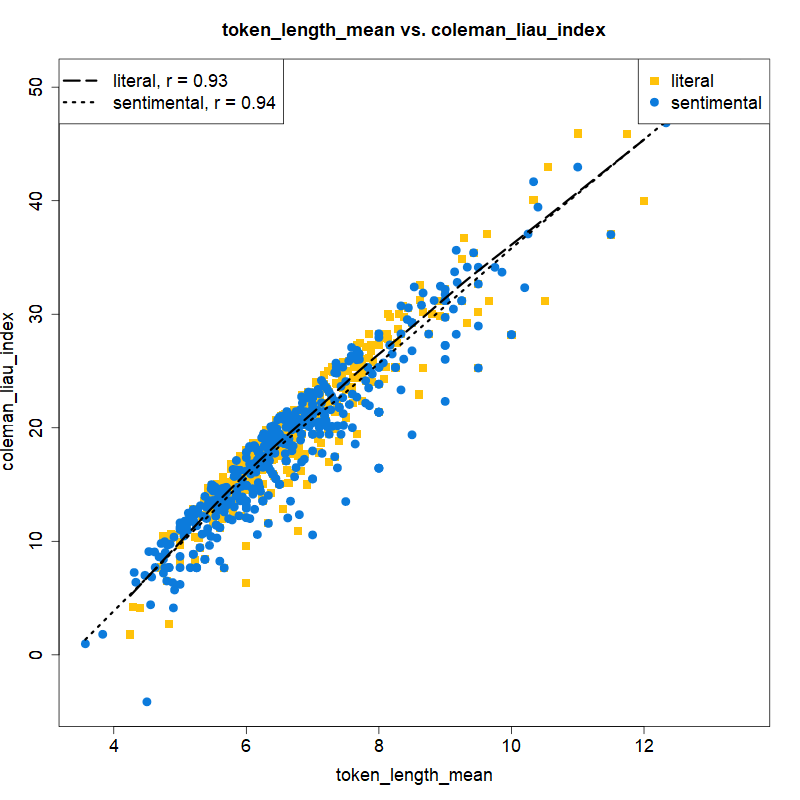 token_length_mean vs. coleman_liau_index
literal, r = 0.93
sentimental, r = 0.94
literal
sentimental
50
40
30
20
10
0
coleman_liau_index
4
6
8
10
12
token_length_mean